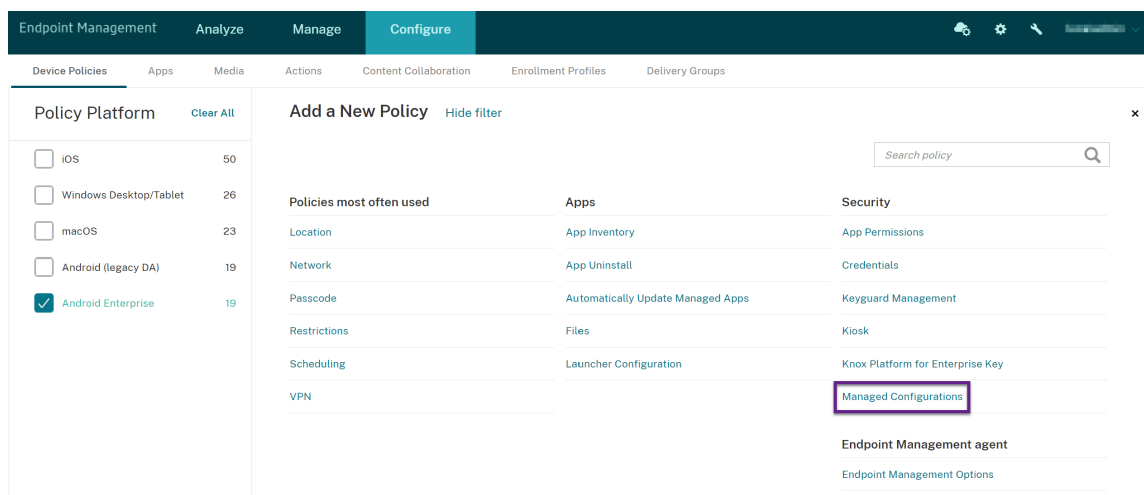 Endpoint Management Analyze Manage Configure
Device Policies Apps Media Actions Content Collaboration Enrollment Profiles Delivery Groups
Policy Platform Clear All
iOS 50
Windows Desktop/Tablet 26
macOS 23
Android (legacy DA) 19
Android Enterprise 19
Add a New Policy Hide filter
Search policy
Policies most often used
Location
Network
Passcode
Restrictions
Scheduling
VPN
Apps
App Inventory
App Uninstall
Automatically Update Managed Apps
Files
Launcher Configuration
Security
App Permissions
Credentials
Keyguard Management
Kiosk
Knox Platform for Enterprise Key
Managed Configurations
Endpoint Management agent
Endpoint Management Options